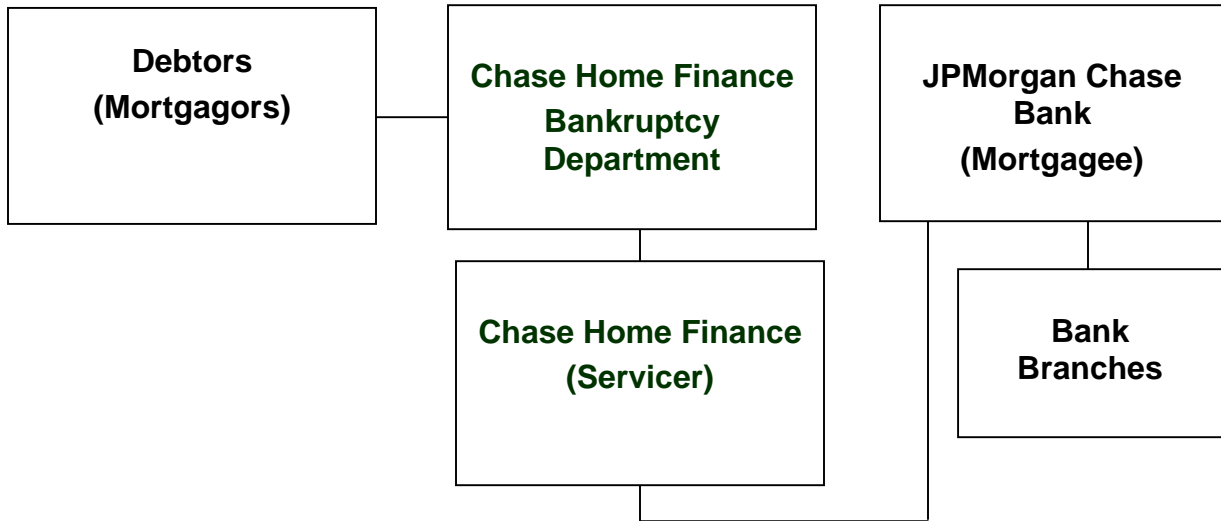 Debtors
(Mortgagors)
Chase Home Finance
Bankruptcy
Department
JPMorgan Chase
Bank
(Mortgagee)
Chase Home Finance
(Servicer)
Bank
Branches